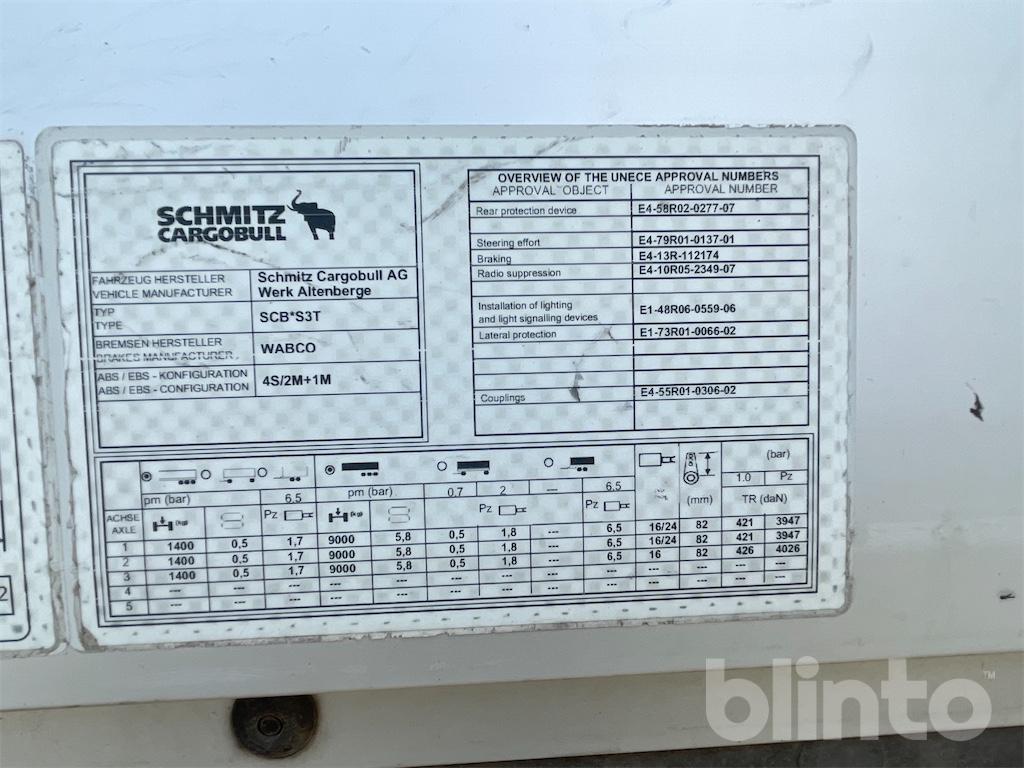 SCHMITZ
CARGOBULL
FAHRZEUG HERSTELLER
VEHICLE MANUFACTURER
Schmitz Cargobull AG
Werk Altenberge
TYP
TYPE
SCB*S3T
BREMSEN HERSTELLER
BRAKES MANUFACTURER
WABCO
ABS / EBS - KONFIGURATION
ABS / EBS - CONFIGURATION
4S/2M+1M
OVERVIEW OF THE UNECE APPROVAL NUMBERS
APPROVAL OBJECT APPROVAL NUMBER
Rear protection device E4-58R02-0277-07
Steering effort E4-79R01-0137-01
Braking E4-13R-112174
Radio suppression E4-10R05-2349-07
Installation of lighting
and light signalling devices E1-48R06-0559-06
Lateral protection E1-73R01-0066-02
Couplings E4-55R01-0306-02
(bar)
pm (bar) 6.5 pm (bar) 0.7 2 --- 6.5 (mm) 1.0 Pz
ACHSE
AXLE
(kg) Pz (kg) Pz Pz TR (daN)
1 1400 0,5 1,7 9000 5,8 0,5 1,8 --- 6,5 16/24 82 421 3947
2 1400 0,5 1,7 9000 5,8 0,5 1,8 --- 6,5 16/24 82 421 3947
3 1400 0,5 1,7 9000 5,8 0,5 1,8 --- 6,5 16 82 426 4026
4 --- --- --- --- --- --- --- --- --- --- --- --- ---
5 --- --- --- --- --- --- --- --- --- --- --- --- ---
2
blinto™